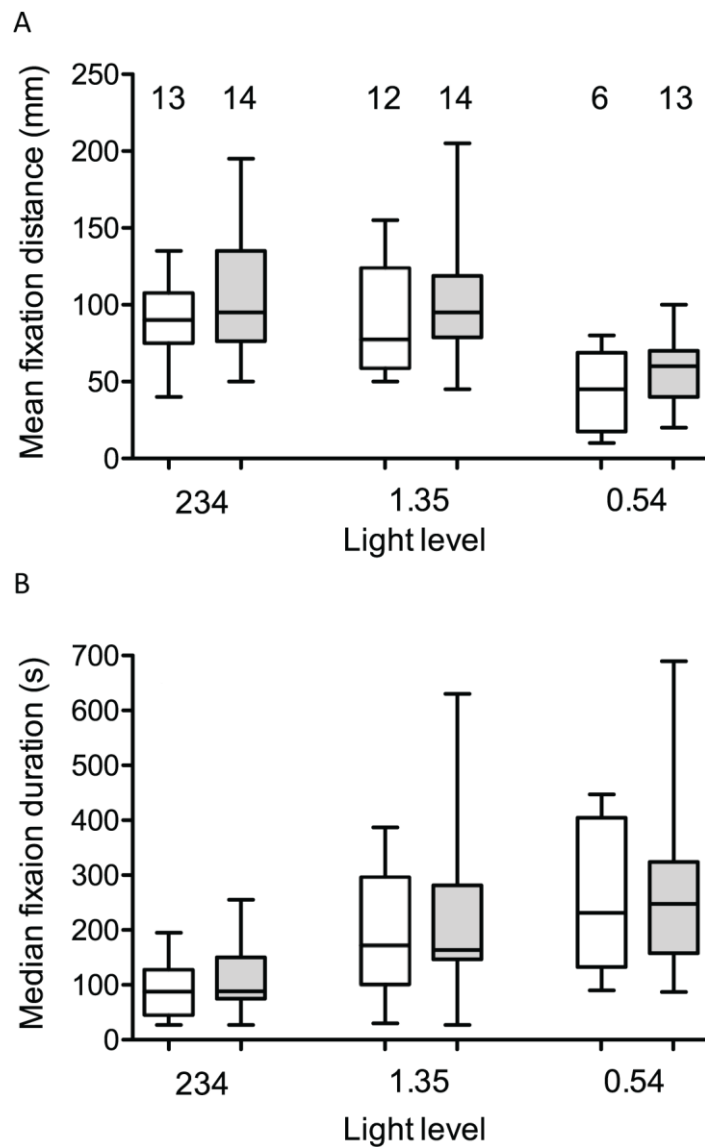 A
Mean fixation distance (mm)
250
200
150
100
50
0
13 14 12 14 6 13
234 1.35 0.54
Light level
B
Median fixaion duration (s)
700
600
500
400
300
200
100
0
234 1.35 0.54
Light level